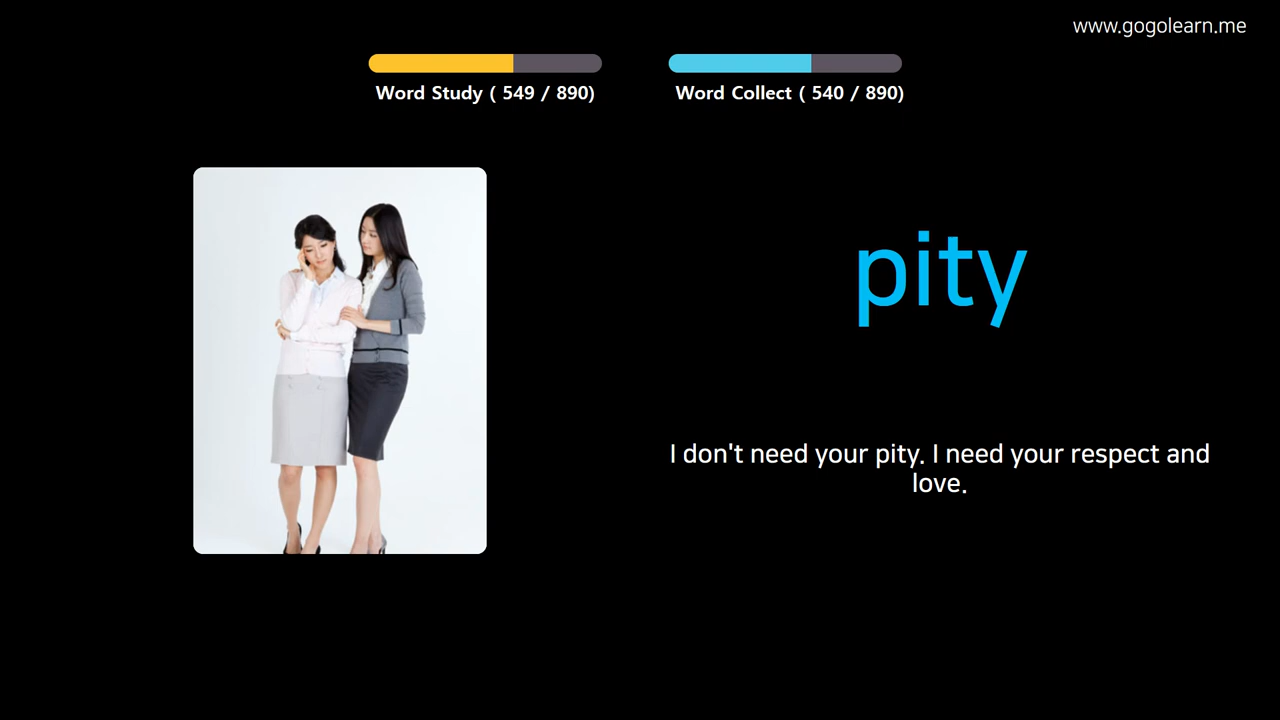 www.gogolearn.me
Word Study ( 549 / 890)
Word Collect ( 540 / 890)
pity
I don't need your pity. I need your respect and
love.